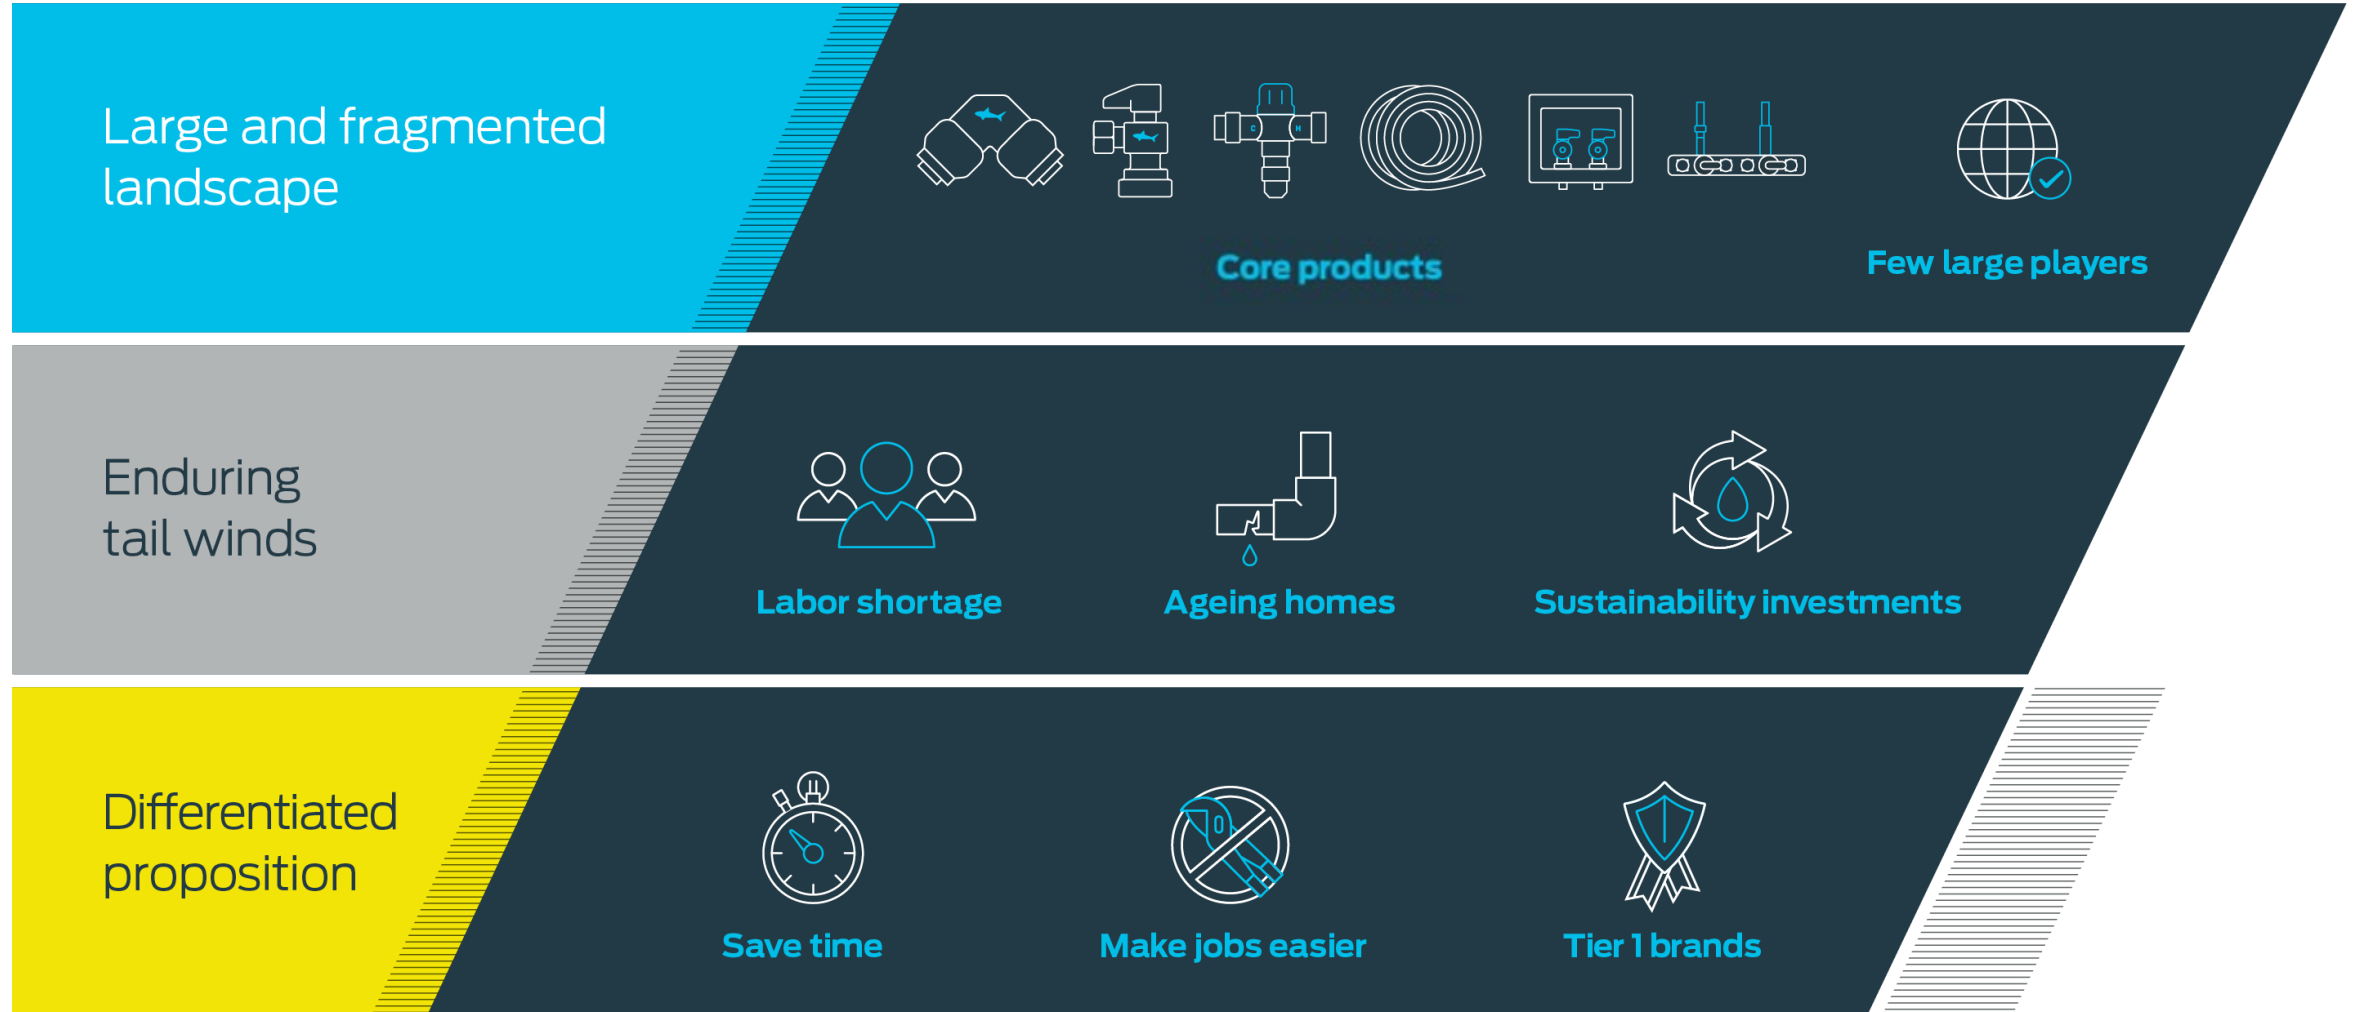 Large and fragmented
landscape
C H
Core products
Few large players
Enduring
tail winds
Labor shortage
Ageing homes
Sustainability investments
Differentiated
proposition
Save time
Make jobs easier
Tier 1 brands